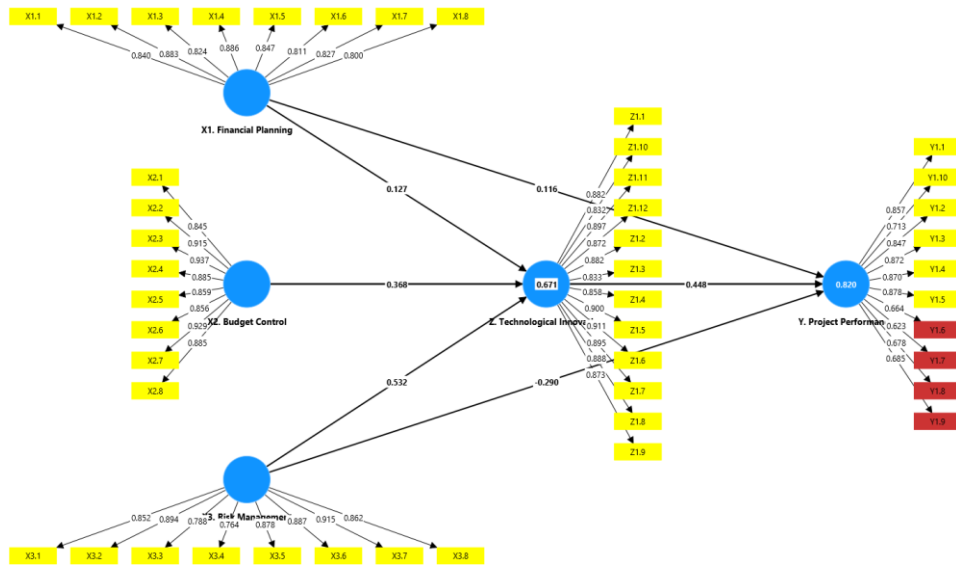 X1.1 X1.2 X1.3 X1.4 X1.5 X1.6 X1.7 X1.8
0.840 0.883 0.824 0.886 0.847 0.811 0.827 0.800
X1. Financial Planning
0.127
0.116
X2.1
X2.2
X2.3
X2.4
X2.5
X2.6
X2.7
X2.8
0.845
0.915
0.937
0.885
0.859
0.856
0.929
0.885
X2. Budget Control
0.368
0.532
-0.290
X3. Risk Management
0.852 0.894 0.788 0.764 0.878 0.887 0.915 0.862
X3.1 X3.2 X3.3 X3.4 X3.5 X3.6 X3.7 X3.8
0.671
Z. Technological Innova
Z1.1
Z1.10
Z1.11
Z1.12
Z1.2
Z1.3
Z1.4
Z1.5
Z1.6
Z1.7
Z1.8
Z1.9
0.882
0.832
0.897
0.872
0.882
0.833
0.858
0.900
0.911
0.895
0.888
0.873
0.448
0.820
Y. Project Performan
Y1.1
Y1.10
Y1.2
Y1.3
Y1.4
Y1.5
Y1.6
Y1.7
Y1.8
Y1.9
0.857
0.713
0.847
0.872
0.870
0.878
0.664
0.623
0.678
0.685